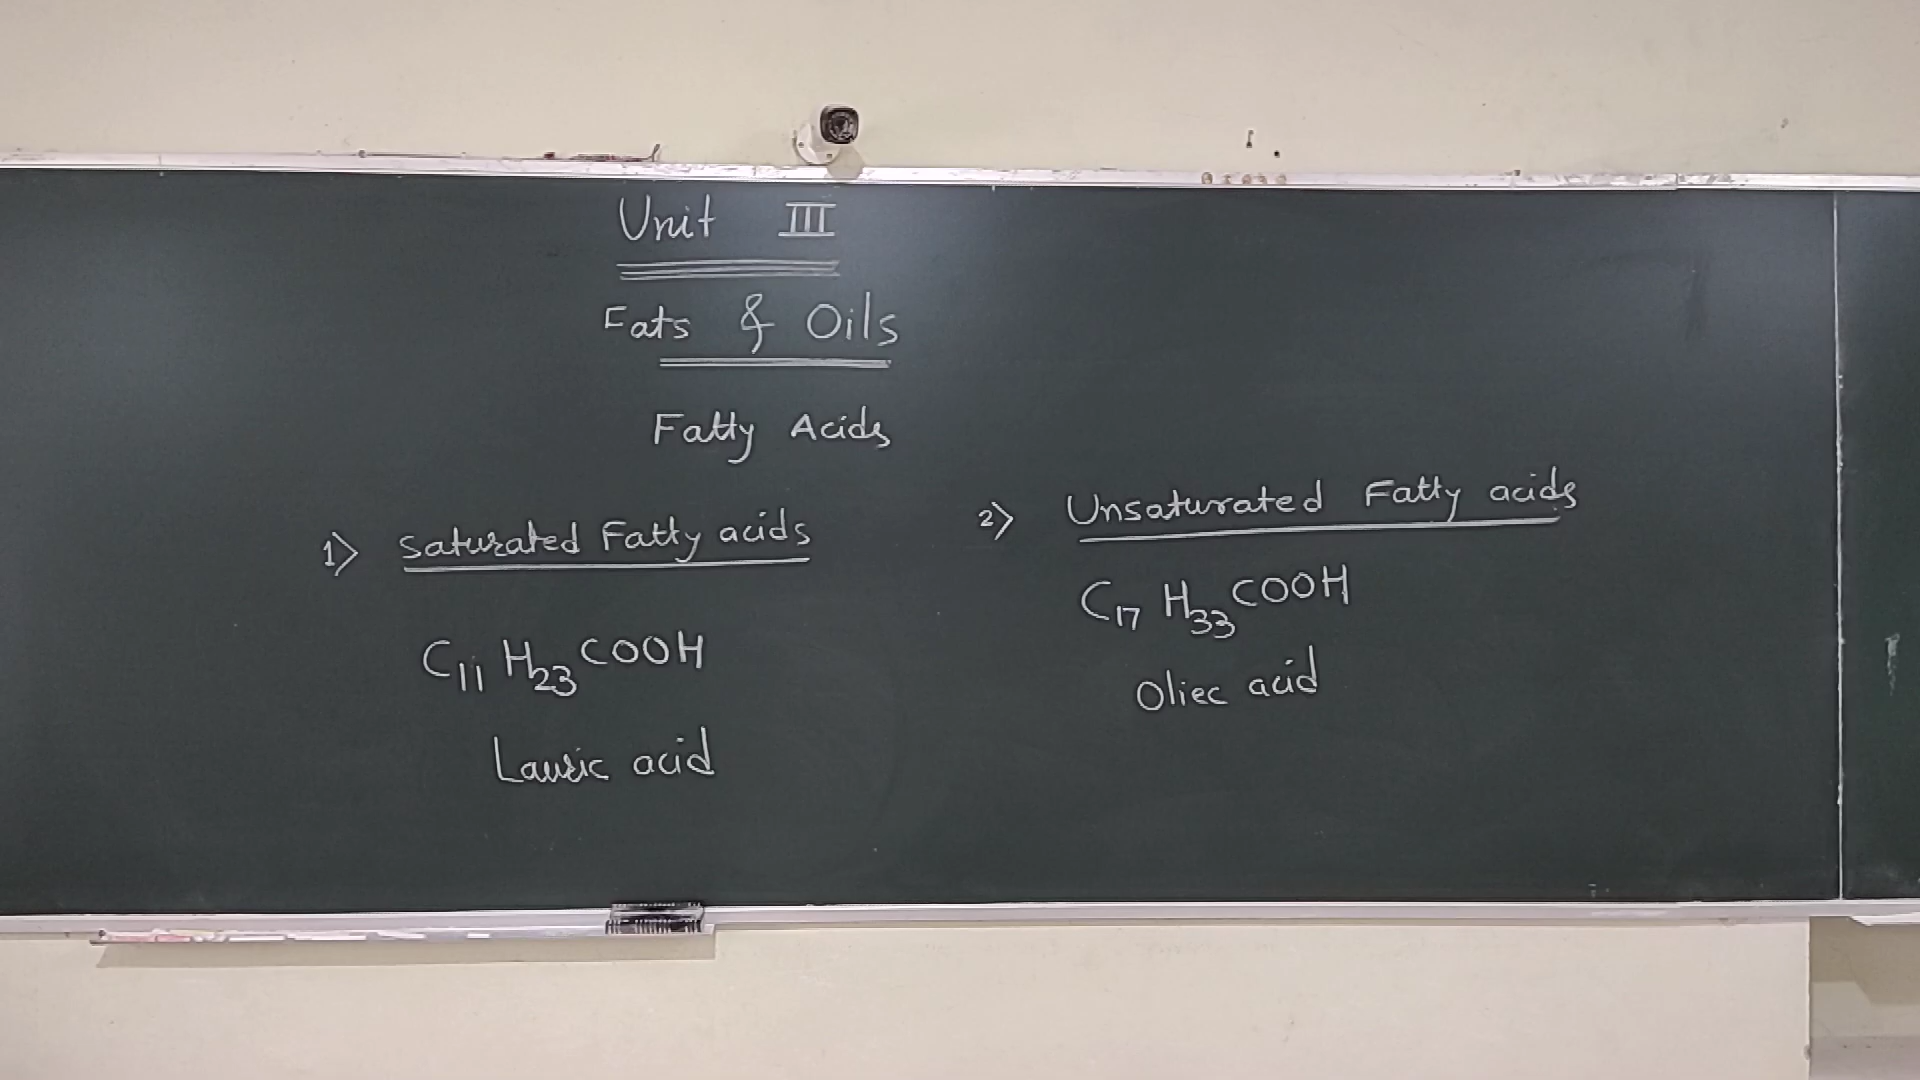 Unit III
Fats & Oils
Fatty Acids
1) Saturated Fatty acids
C₁₁ H₂₃ COOH
Lauric acid
2) Unsaturated Fatty acids
C₁₇ H₃₃ COOH
Oliec acid